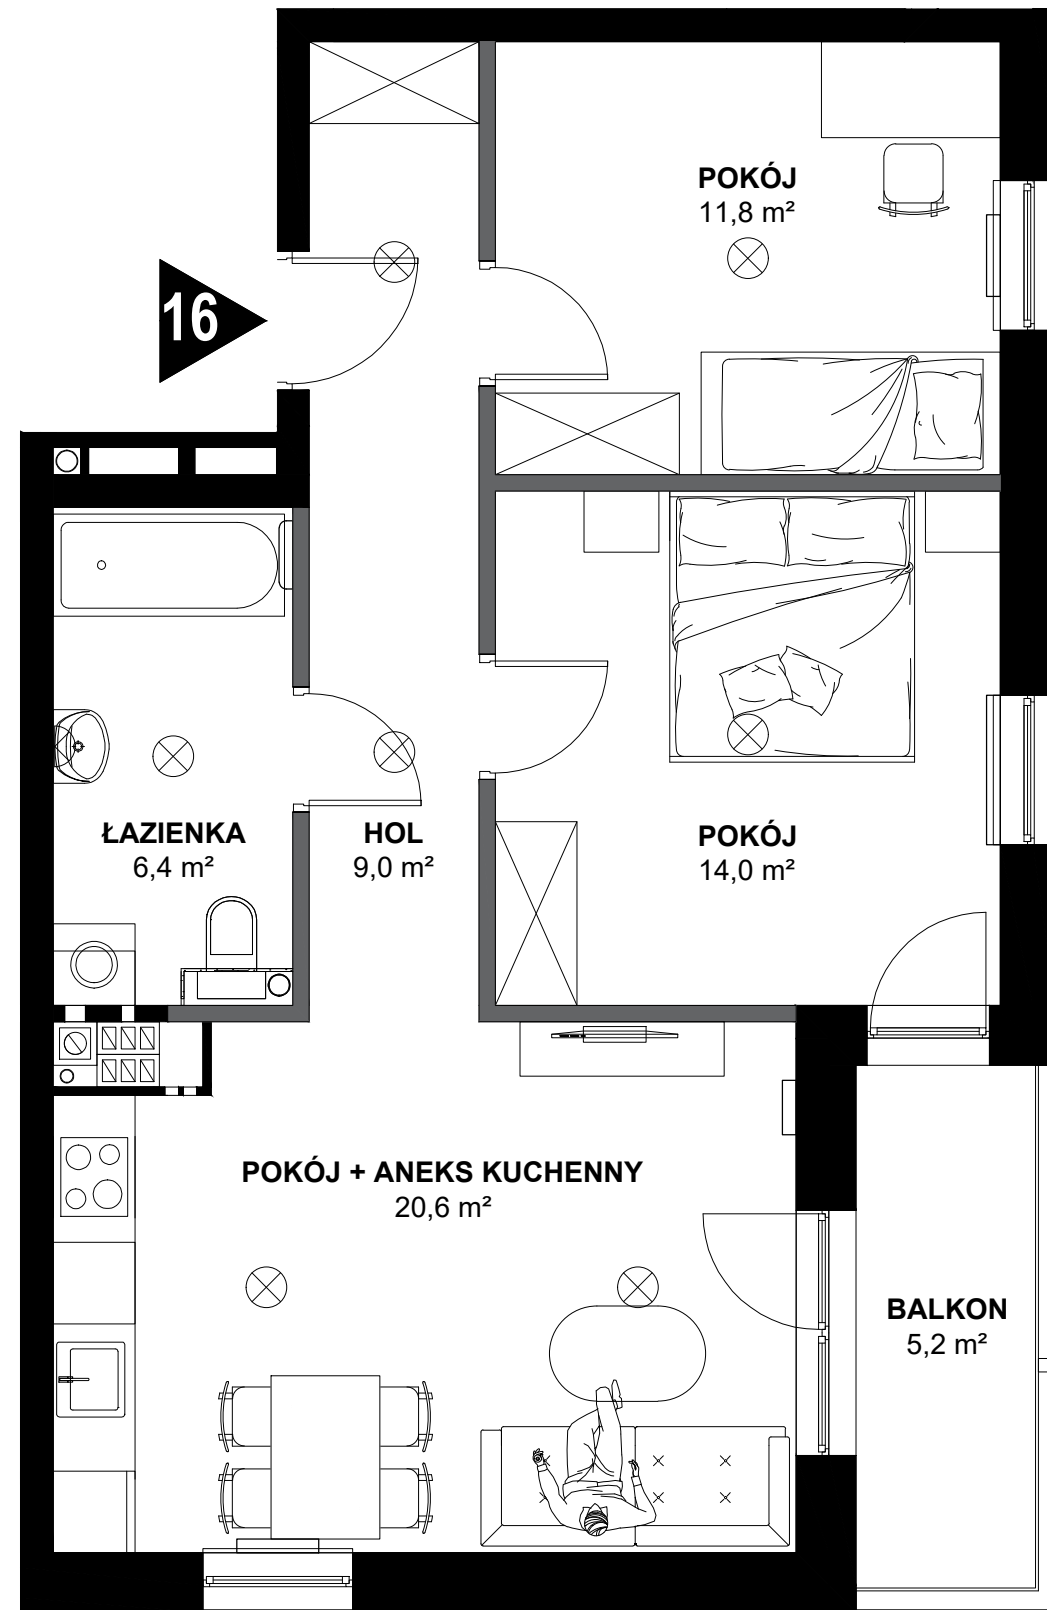 POKÓJ
11,8 m²
16
ŁAZIENKA
6,4 m²
HOL
9,0 m²
POKÓJ
14,0 m²
POKÓJ + ANEKS KUCHENNY
20,6 m²
BALKON
5,2 m²